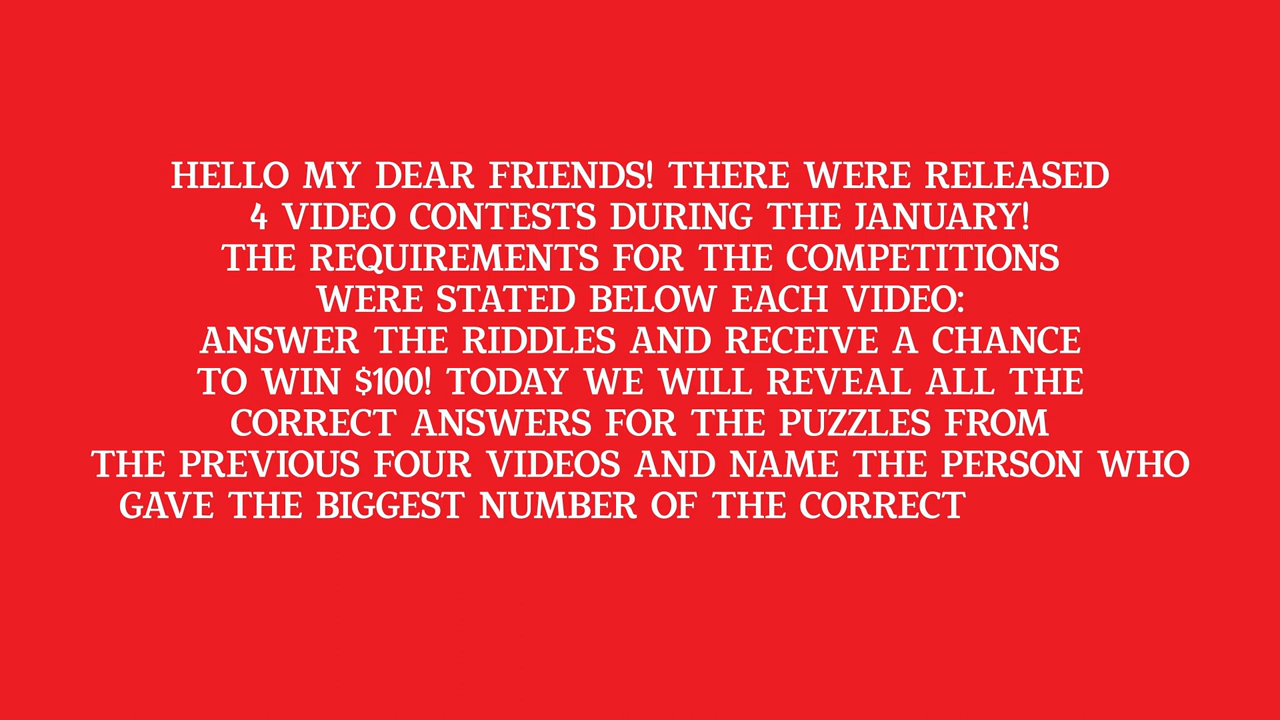 HELLO MY DEAR FRIENDS! THERE WERE RELEASED
4 VIDEO CONTESTS DURING THE JANUARY!
THE REQUIREMENTS FOR THE COMPETITIONS
WERE STATED BELOW EACH VIDEO:
ANSWER THE RIDDLES AND RECEIVE A CHANCE
TO WIN $100! TODAY WE WILL REVEAL ALL THE
CORRECT ANSWERS FOR THE PUZZLES FROM
THE PREVIOUS FOUR VIDEOS AND NAME THE PERSON WHO
GAVE THE BIGGEST NUMBER OF THE CORRECT